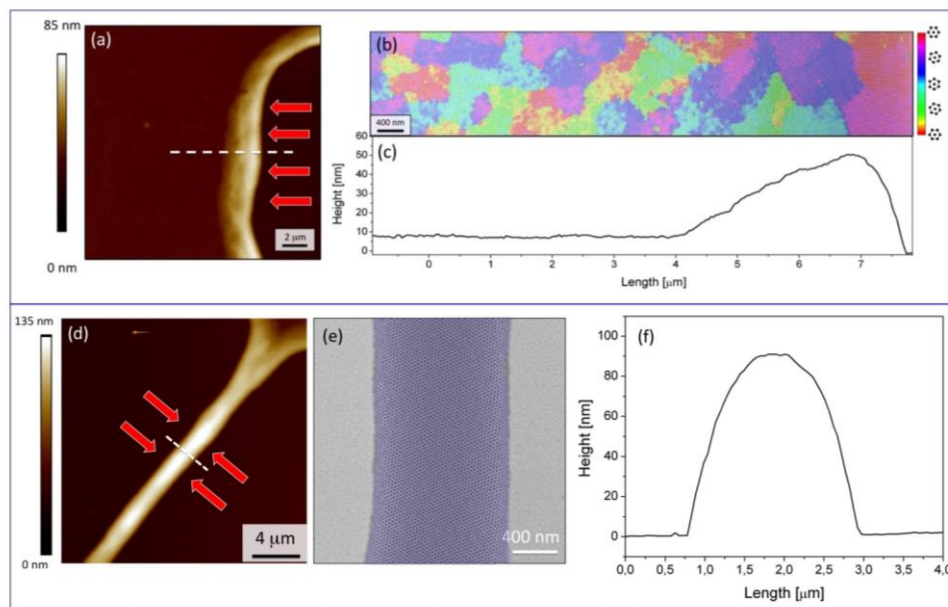 85 nm
(a)
2 µm
0 nm
(b)
400 nm
(c)
Height [nm]
60
50
40
30
20
10
0
0 1 2 3 4 5 6 7
Length [µm]
135 nm
(d)
4 µm
0 nm
(e)
400 nm
(f)
Height [nm]
100
80
60
40
20
0
0,0 0,5 1,0 1,5 2,0 2,5 3,0 3,5 4,0
Length [µm]